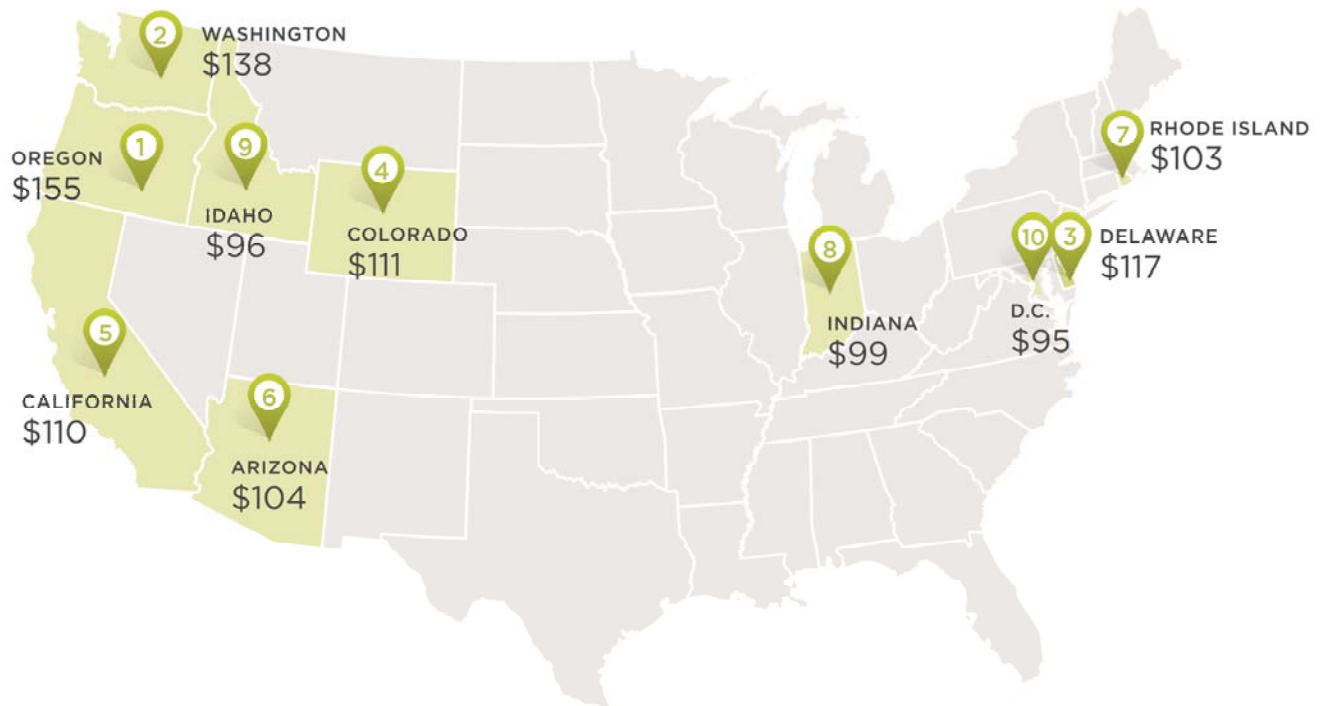 2
WASHINGTON
$138
1
OREGON
$155
9
IDAHO
$96
4
COLORADO
$111
5
CALIFORNIA
$110
6
ARIZONA
$104
8
INDIANA
$99
7
RHODE ISLAND
$103
10
D.C.
$95
3
DELAWARE
$117